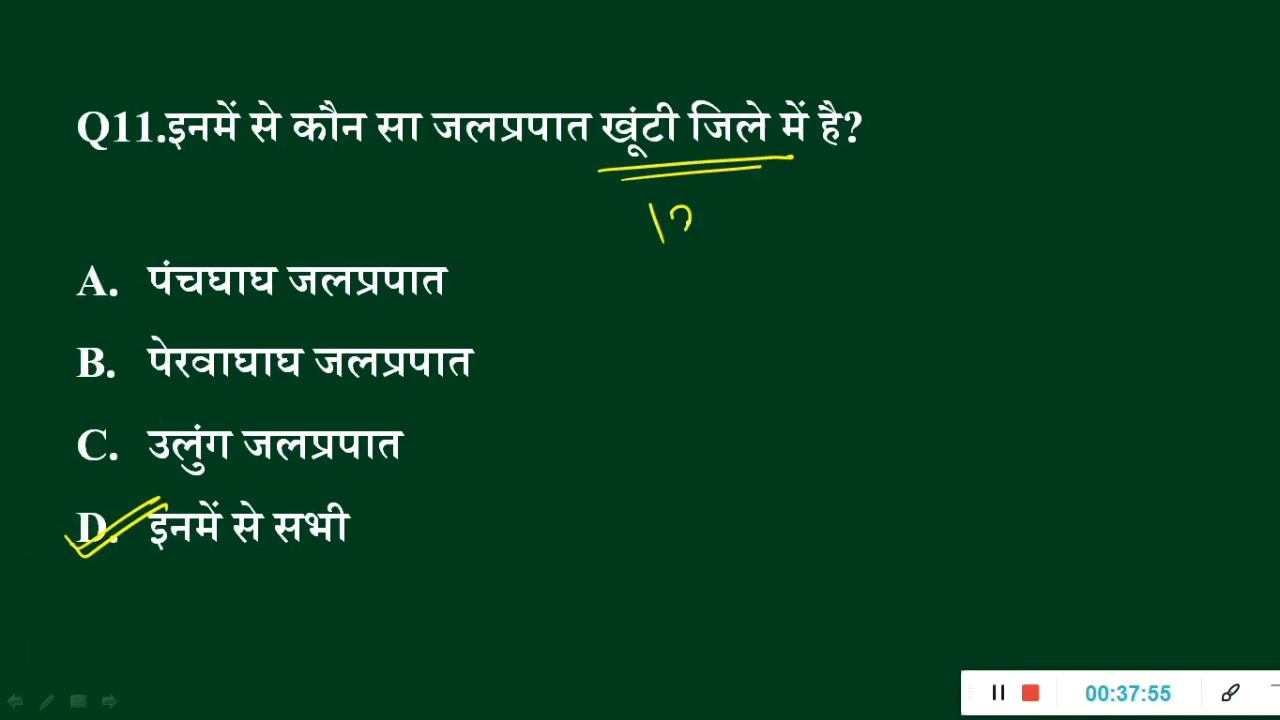 Q11.इनमें से कौन सा जलप्रपात खूंटी जिले में है?
A. पंचघाघ जलप्रपात
B. पेरवाघाघ जलप्रपात
C. उलुंग जलप्रपात
D. इनमें से सभी
00:37:55